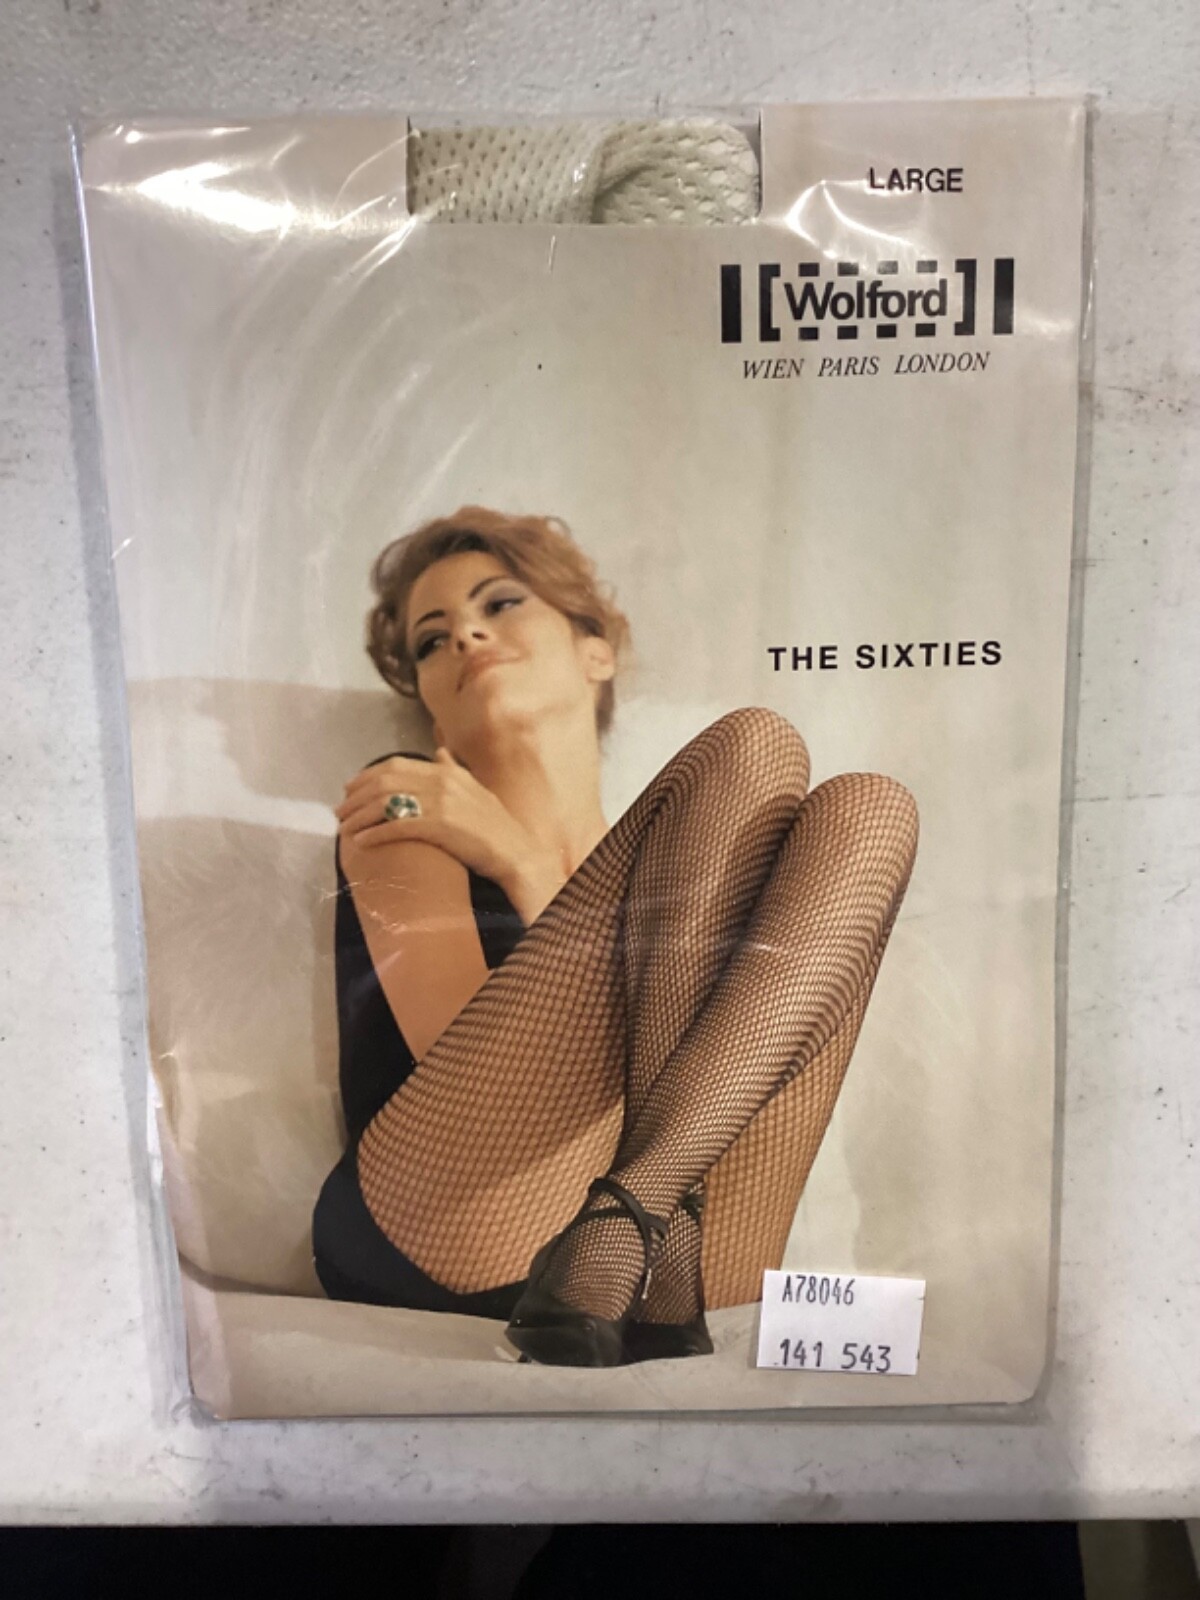 LARGE
Wolford
WIEN PARIS LONDON
THE SIXTIES
A78046
141 543